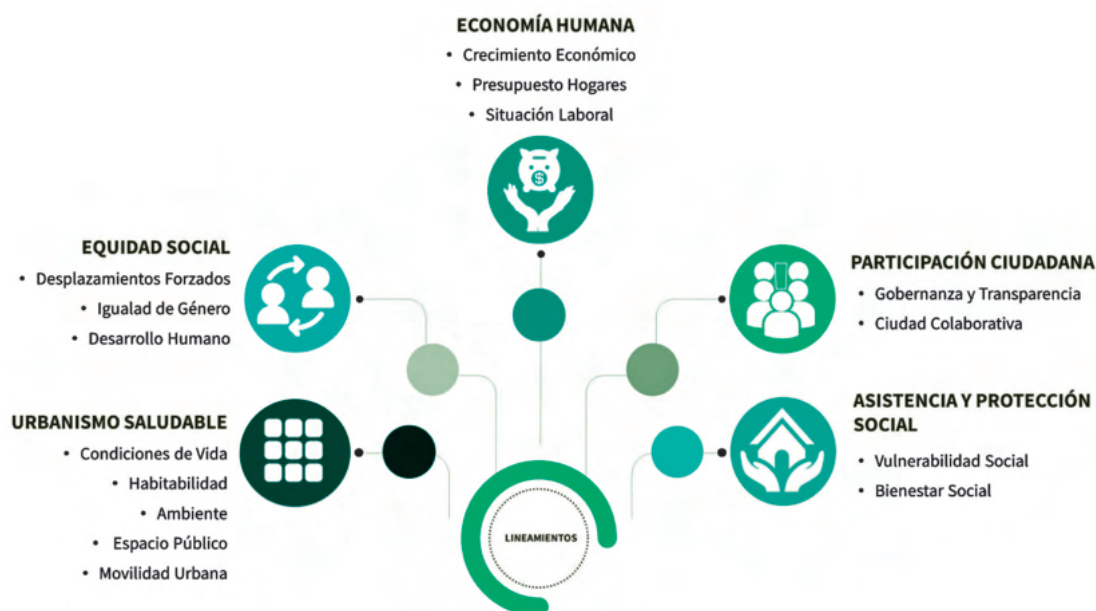 ECONOMÍA HUMANA
• Crecimiento Económico
• Presupuesto Hogares
• Situación Laboral
EQUIDAD SOCIAL
• Desplazamientos Forzados
• Igualad de Género
• Desarrollo Humano
PARTICIPACIÓN CIUDADANA
• Gobernanza y Transparencia
• Ciudad Colaborativa
URBANISMO SALUDABLE
• Condiciones de Vida
• Habitabilidad
• Ambiente
• Espacio Público
• Movilidad Urbana
ASISTENCIA Y PROTECCIÓN
SOCIAL
• Vulnerabilidad Social
• Bienestar Social
LINEAMIENTOS
$